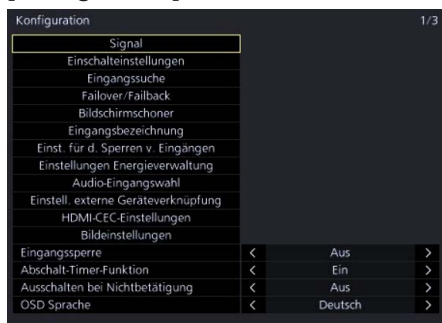 Konfiguration 1/3
Signal
Einschalteinstellungen
Eingangssuche
Failover/Failback
Bildschirmschoner
Eingangsbezeichnung
Einst. für d. Sperren v. Eingängen
Einstellungen Energieverwaltung
Audio-Eingangswahl
Einstell. externe Geräteverknüpfung
HDMI-CEC-Einstellungen
Bildeinstellungen
Eingangssperre < Aus >
Abschalt-Timer-Funktion < Ein >
Ausschalten bei Nichtbetätigung < Aus >
OSD Sprache < Deutsch >